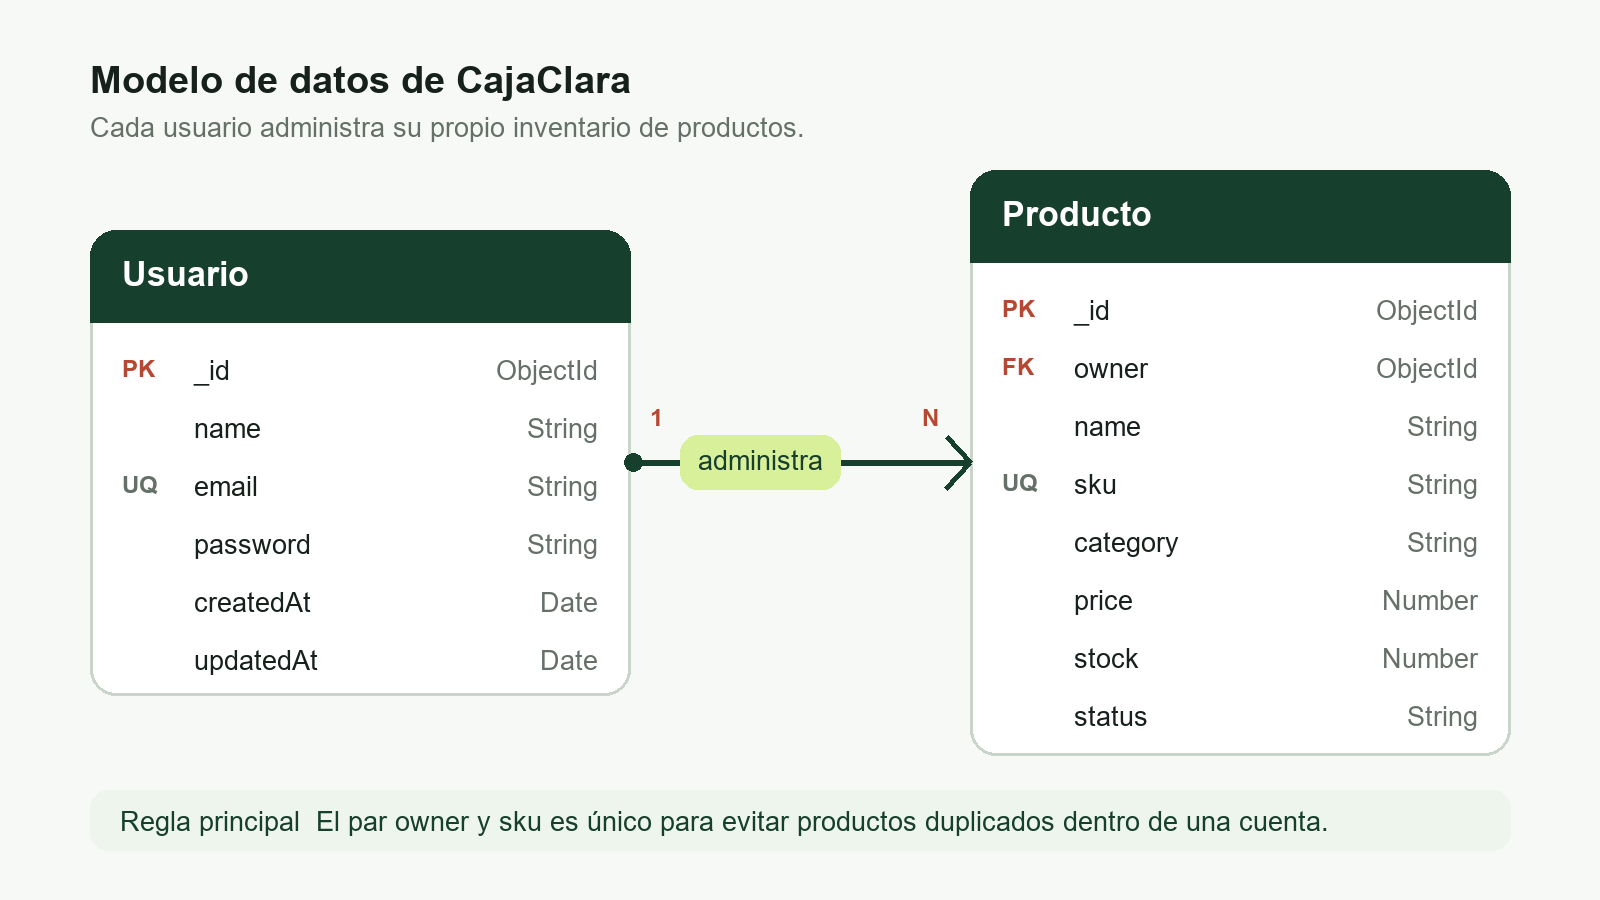 Modelo de datos de CajaClara
Cada usuario administra su propio inventario de productos.
Usuario
PK _id ObjectId
name String
UQ email String
password String
createdAt Date
updatedAt Date
1
administra
N
Producto
PK _id ObjectId
FK owner ObjectId
name String
UQ sku String
category String
price Number
stock Number
status String
Regla principal El par owner y sku es único para evitar productos duplicados dentro de una cuenta.